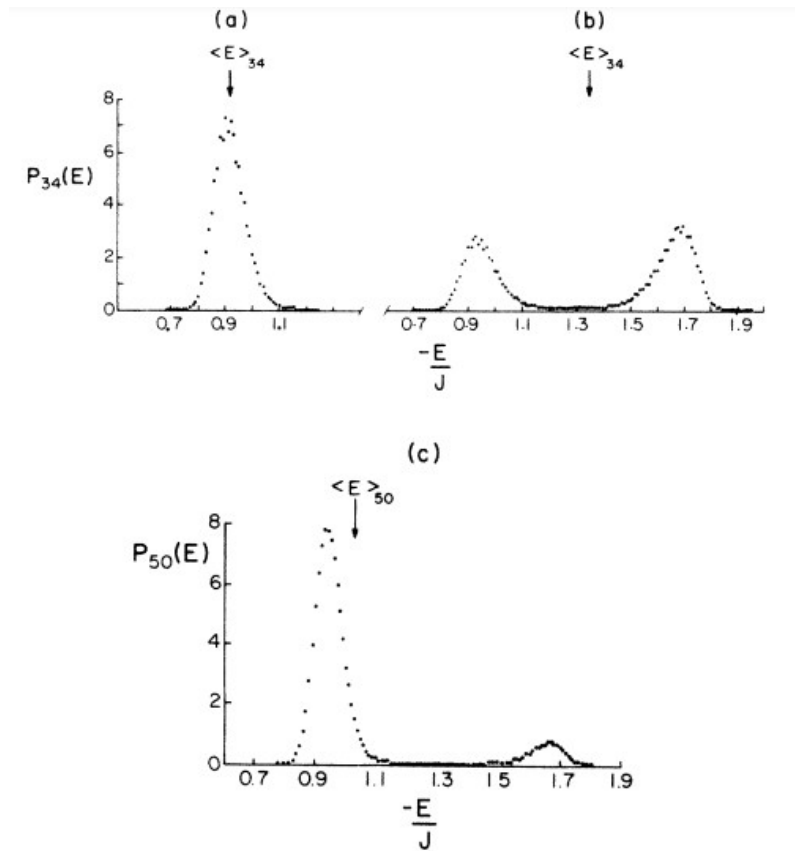 (a) (b)
<E>34 <E>34
8
6
P34(E)
4
2
0
0.7 0.9 1.1 0.7 0.9 1.1 1.3 1.5 1.7 1.9
-E
J
(c)
<E>50
8
P50(E)
6
4
2
0
0.7 0.9 1.1 1.3 1.5 1.7 1.9
-E
J